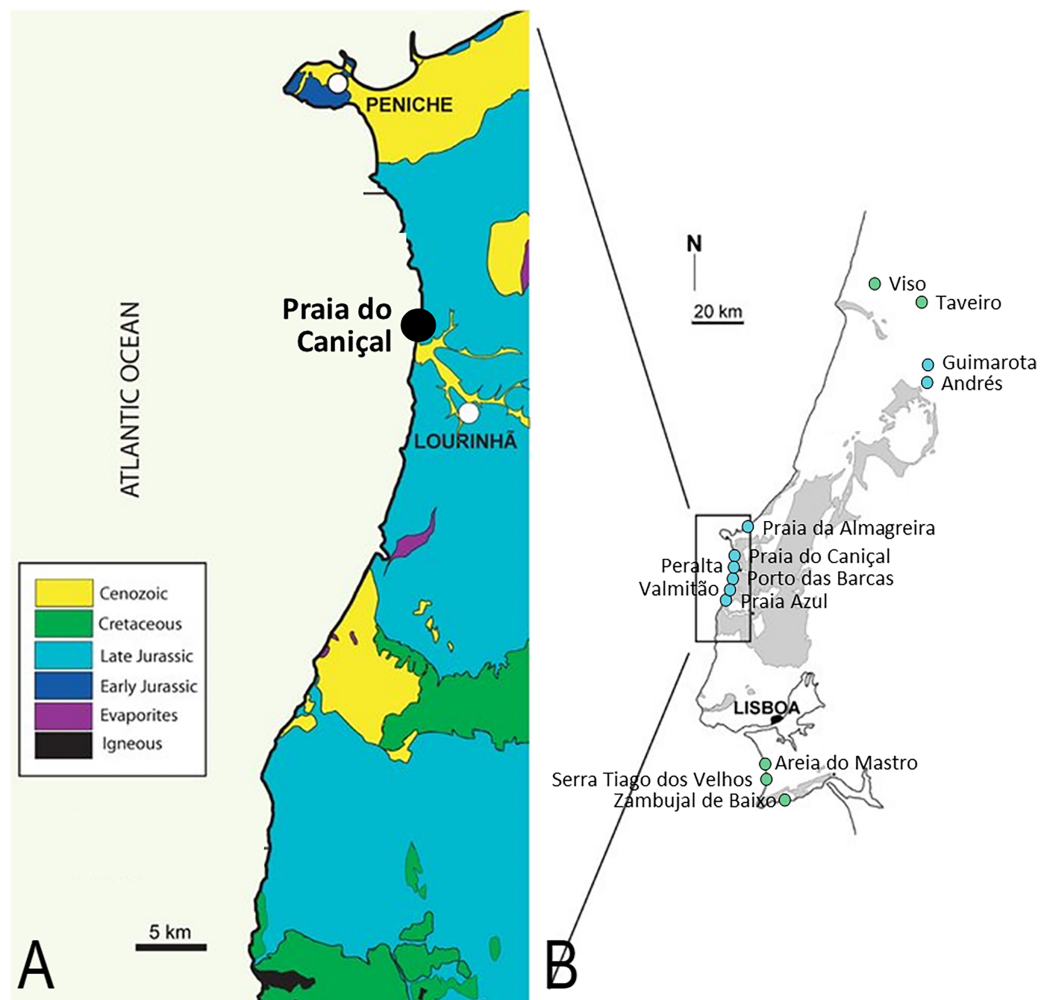 PENICHE
Praia do
Caniçal
ATLANTIC OCEAN
LOURINHÃ
Cenozoic
Cretaceous
Late Jurassic
Early Jurassic
Evaporites
Igneous
5 km
A
N
20 km
Viso
Taveiro
Guimarota
Andrés
Praia da Almagreira
Praia do Caniçal
Peralta
Porto das Barcas
Valmitão
Praia Azul
LISBOA
Areia do Mastro
Serra Tiago dos Velhos
Zambujal de Baixo
B